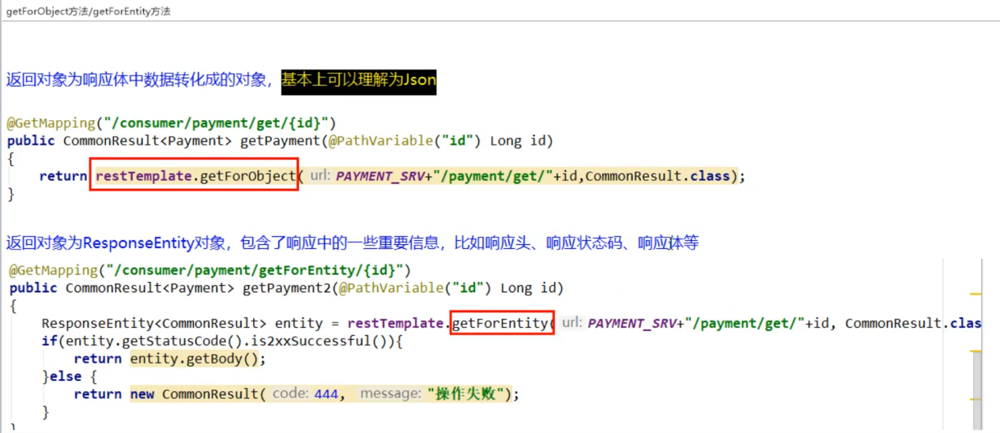 getForObject方法/getForEntity方法
返回对象为响应体中数据转化成的对象，基本上可以理解为Json
@GetMapping("/consumer/payment/get/{id}")
public CommonResult<Payment> getPayment(@PathVariable("id") Long id)
{
return restTemplate.getForObject( url: PAYMENT_SRV+"/payment/get/"+id,CommonResult.class);
}
返回对象为ResponseEntity对象，包含了响应中的一些重要信息，比如响应头、响应状态码、响应体等
@GetMapping("/consumer/payment/getForEntity/{id}")
public CommonResult<Payment> getPayment2(@PathVariable("id") Long id)
{
ResponseEntity<CommonResult> entity = restTemplate.getForEntity( url: PAYMENT_SRV+"/payment/get/"+id, CommonResult.clas
if(entity.getStatusCode().is2xxSuccessful()){
return entity.getBody();
}else {
return new CommonResult( code: 444, message: "操作失败");
}
}